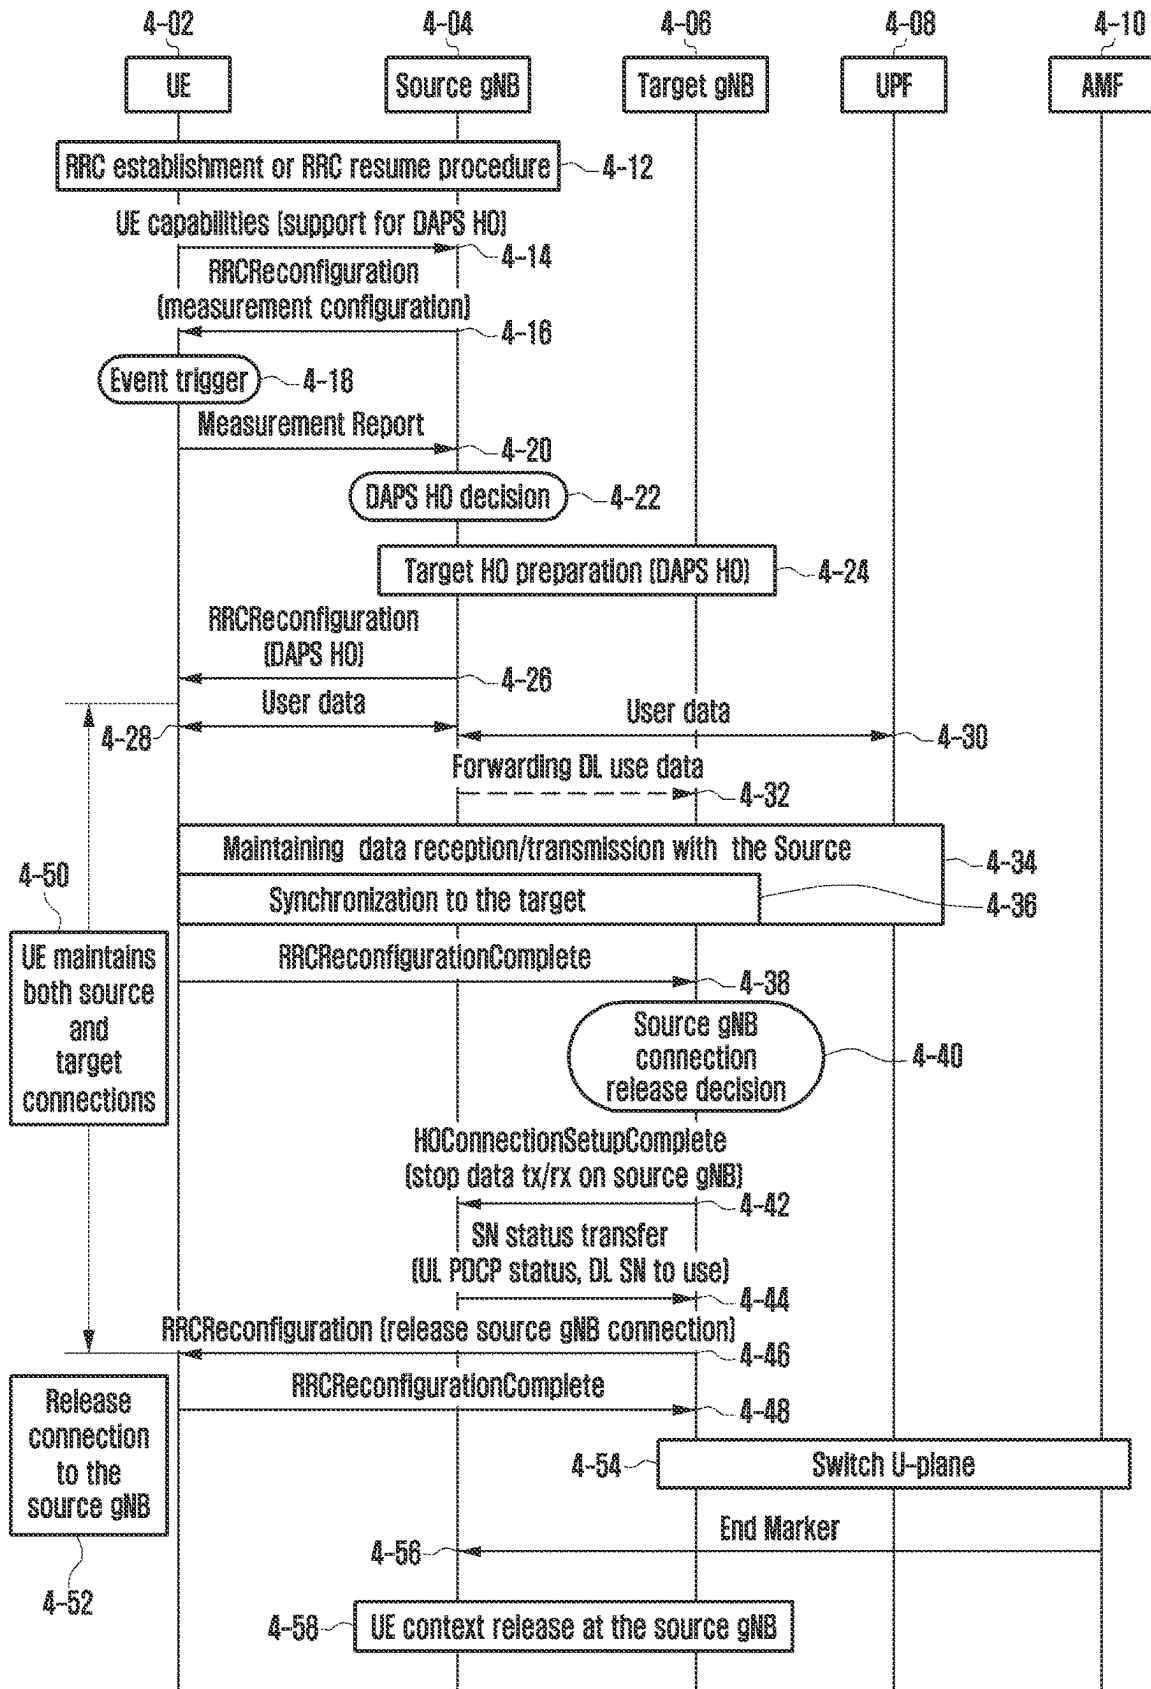 4-02 4-04 4-06 4-08 4-10
UE Source gNB Target gNB UPF AMF
RRC establishment or RRC resume procedure 4-12
UE capabilities (support for DAPS HO)
4-14
RRCReconfiguration
(measurement configuration)
4-16
Event trigger 4-18
Measurement Report
4-20
DAPS HO decision 4-22
Target HO preparation (DAPS HO) 4-24
RRCReconfiguration
(DAPS HO)
4-26
User data
4-28
User data
4-30
Forwarding DL use data
4-32
Maintaining data reception/transmission with the Source
4-34
Synchronization to the target
4-36
4-50
UE maintains
both source
and
target
connections
RRCReconfigurationComplete
4-38
Source gNB
connection
release decision
4-40
HOConnectionSetupComplete
(stop data tx/rx on source gNB)
4-42
SN status transfer
(UL PDCP status, DL SN to use)
4-44
RRCReconfiguration (release source gNB connection)
4-46
RRCReconfigurationComplete
4-48
Release
connection
to the
source gNB
4-52
4-54 Switch U-plane
End Marker
4-56
4-58 UE context release at the source gNB